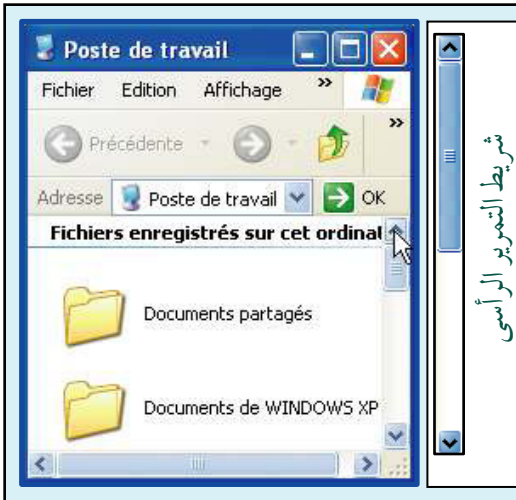 Poste de travail
Fichier Edition Affichage »
Précédente »
Adresse Poste de travail OK
Fichiers enregistrés sur cet ordinat
Documents partagés
Documents de WINDOWS XP
شريط التمرير الرأسى